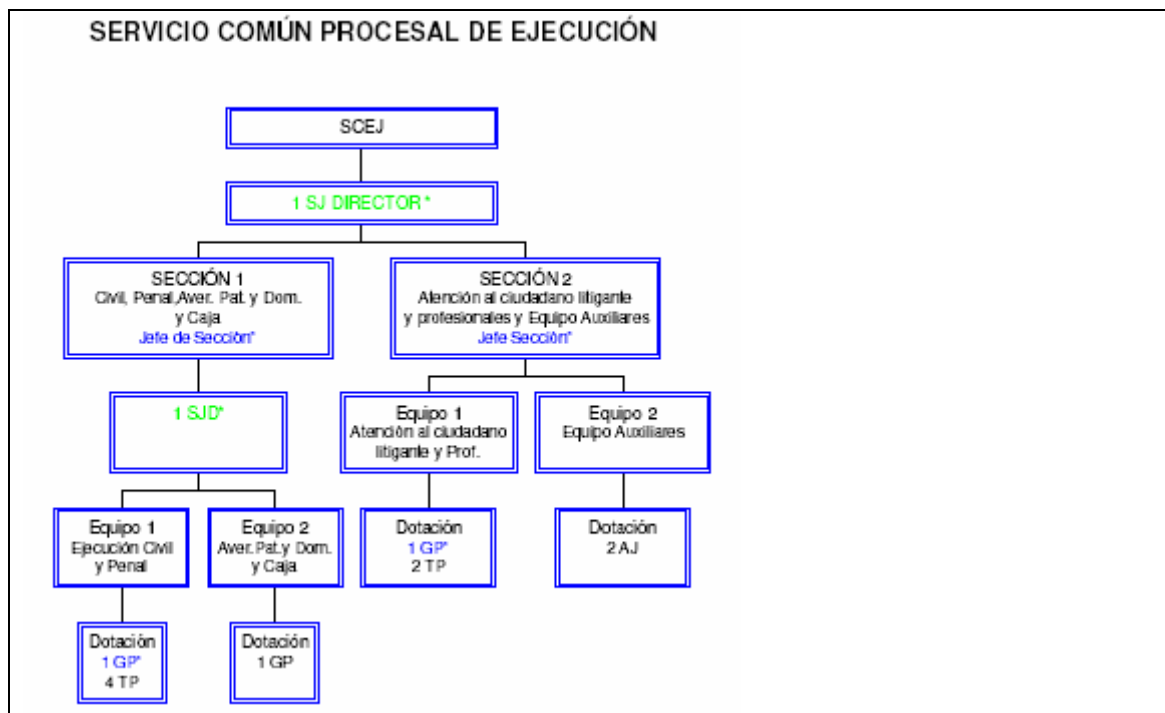 SERVICIO COMÚN PROCESAL DE EJECUCIÓN
SCEJ
1 SJ DIRECTOR*
SECCIÓN 1
Civil, Penal,Aver. Pat. y Dom.
y Caja
Jefe de Sección*
SECCIÓN 2
Atención al ciudadano litigante
y profesionales y Equipo Auxiliares
Jefe Sección*
1 SJD*
Equipo 1
Atención al ciudadano
litigante y Prof.
Equipo 2
Equipo Auxiliares
Equipo 1
Ejecución Civil
y Penal
Equipo 2
Aver.Pat.y Dom.
y Caja
Dotación
1 GP*
2 TP
Dotación
2 AJ
Dotación
1 GP*
4 TP
Dotación
1 GP